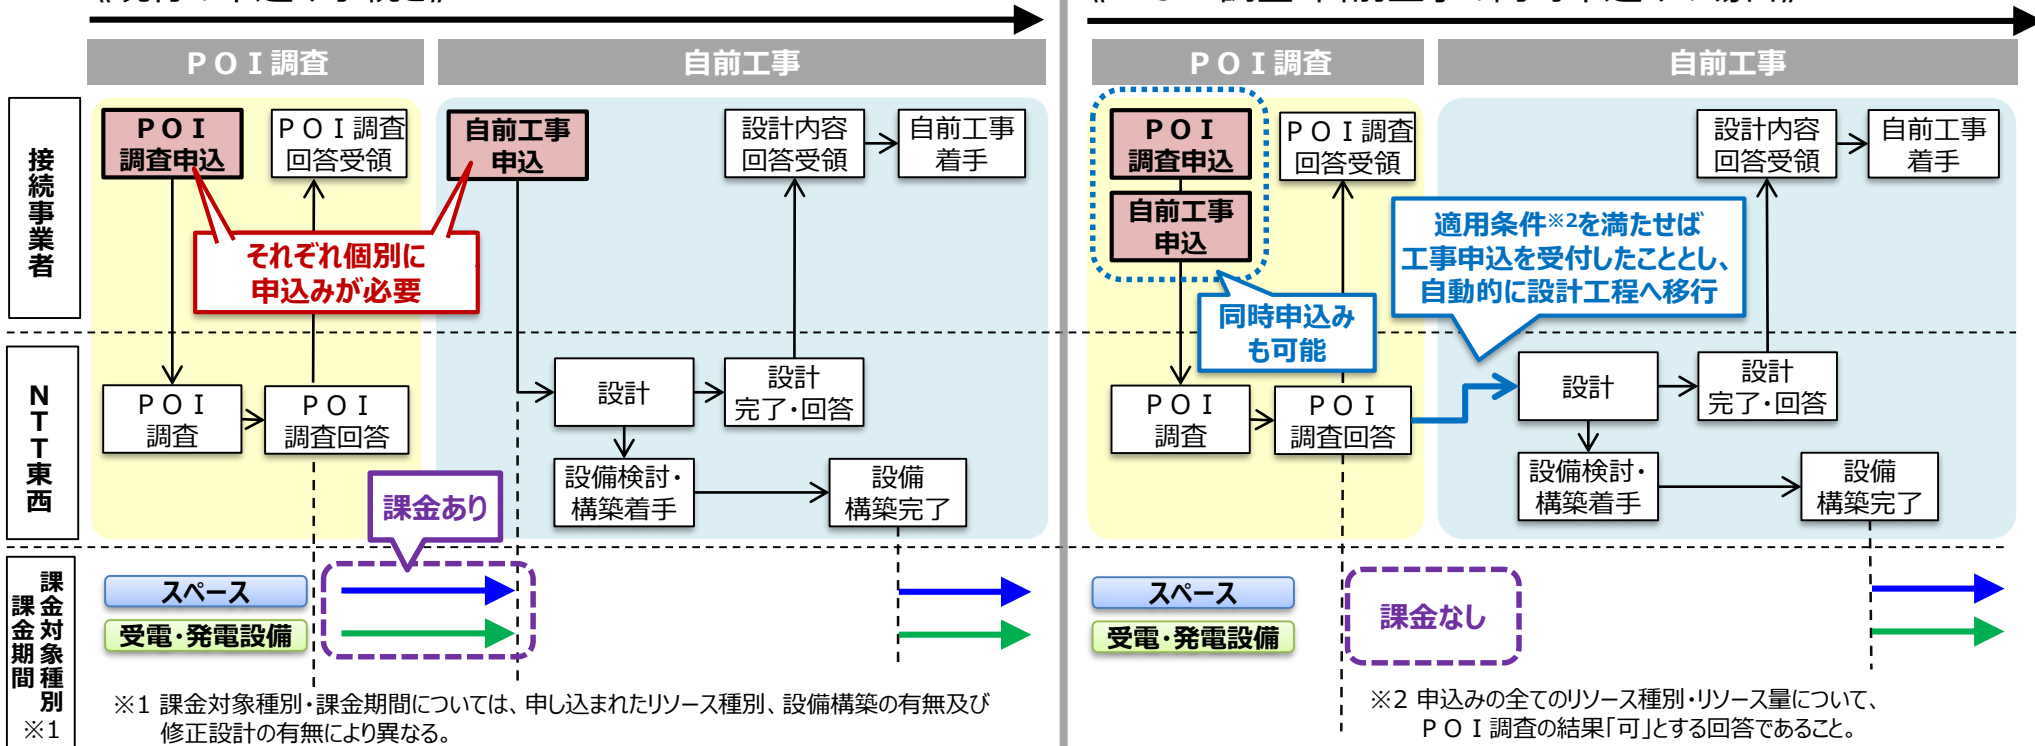 ＰＯＩ調査
自前工事
接続事業者
ＰＯＩ
調査申込
ＰＯＩ調査
回答受領
自前工事
申込
設計内容
回答受領
自前工事
着手
それぞれ個別に
申込みが必要
ＮＴＴ東西
ＰＯＩ
調査
ＰＯＩ
調査回答
設計
設計
完了・回答
設備検討・
構築着手
設備
構築完了
課金あり
課金対象種別
課金期間
※1
スペース
受電・発電設備
※1 課金対象種別・課金期間については、申し込まれたリソース種別、設備構築の有無及び
修正設計の有無により異なる。
ＰＯＩ調査
自前工事
ＰＯＩ
調査申込
自前工事
申込
ＰＯＩ調査
回答受領
設計内容
回答受領
自前工事
着手
適用条件※2を満たせば
工事申込を受付したこととし、
自動的に設計工程へ移行
同時申込み
も可能
ＰＯＩ
調査
ＰＯＩ
調査回答
設計
設計
完了・回答
設備検討・
構築着手
設備
構築完了
スペース
受電・発電設備
課金なし
※2 申込みの全てのリソース種別・リソース量について、
ＰＯＩ調査の結果「可」とする回答であること。